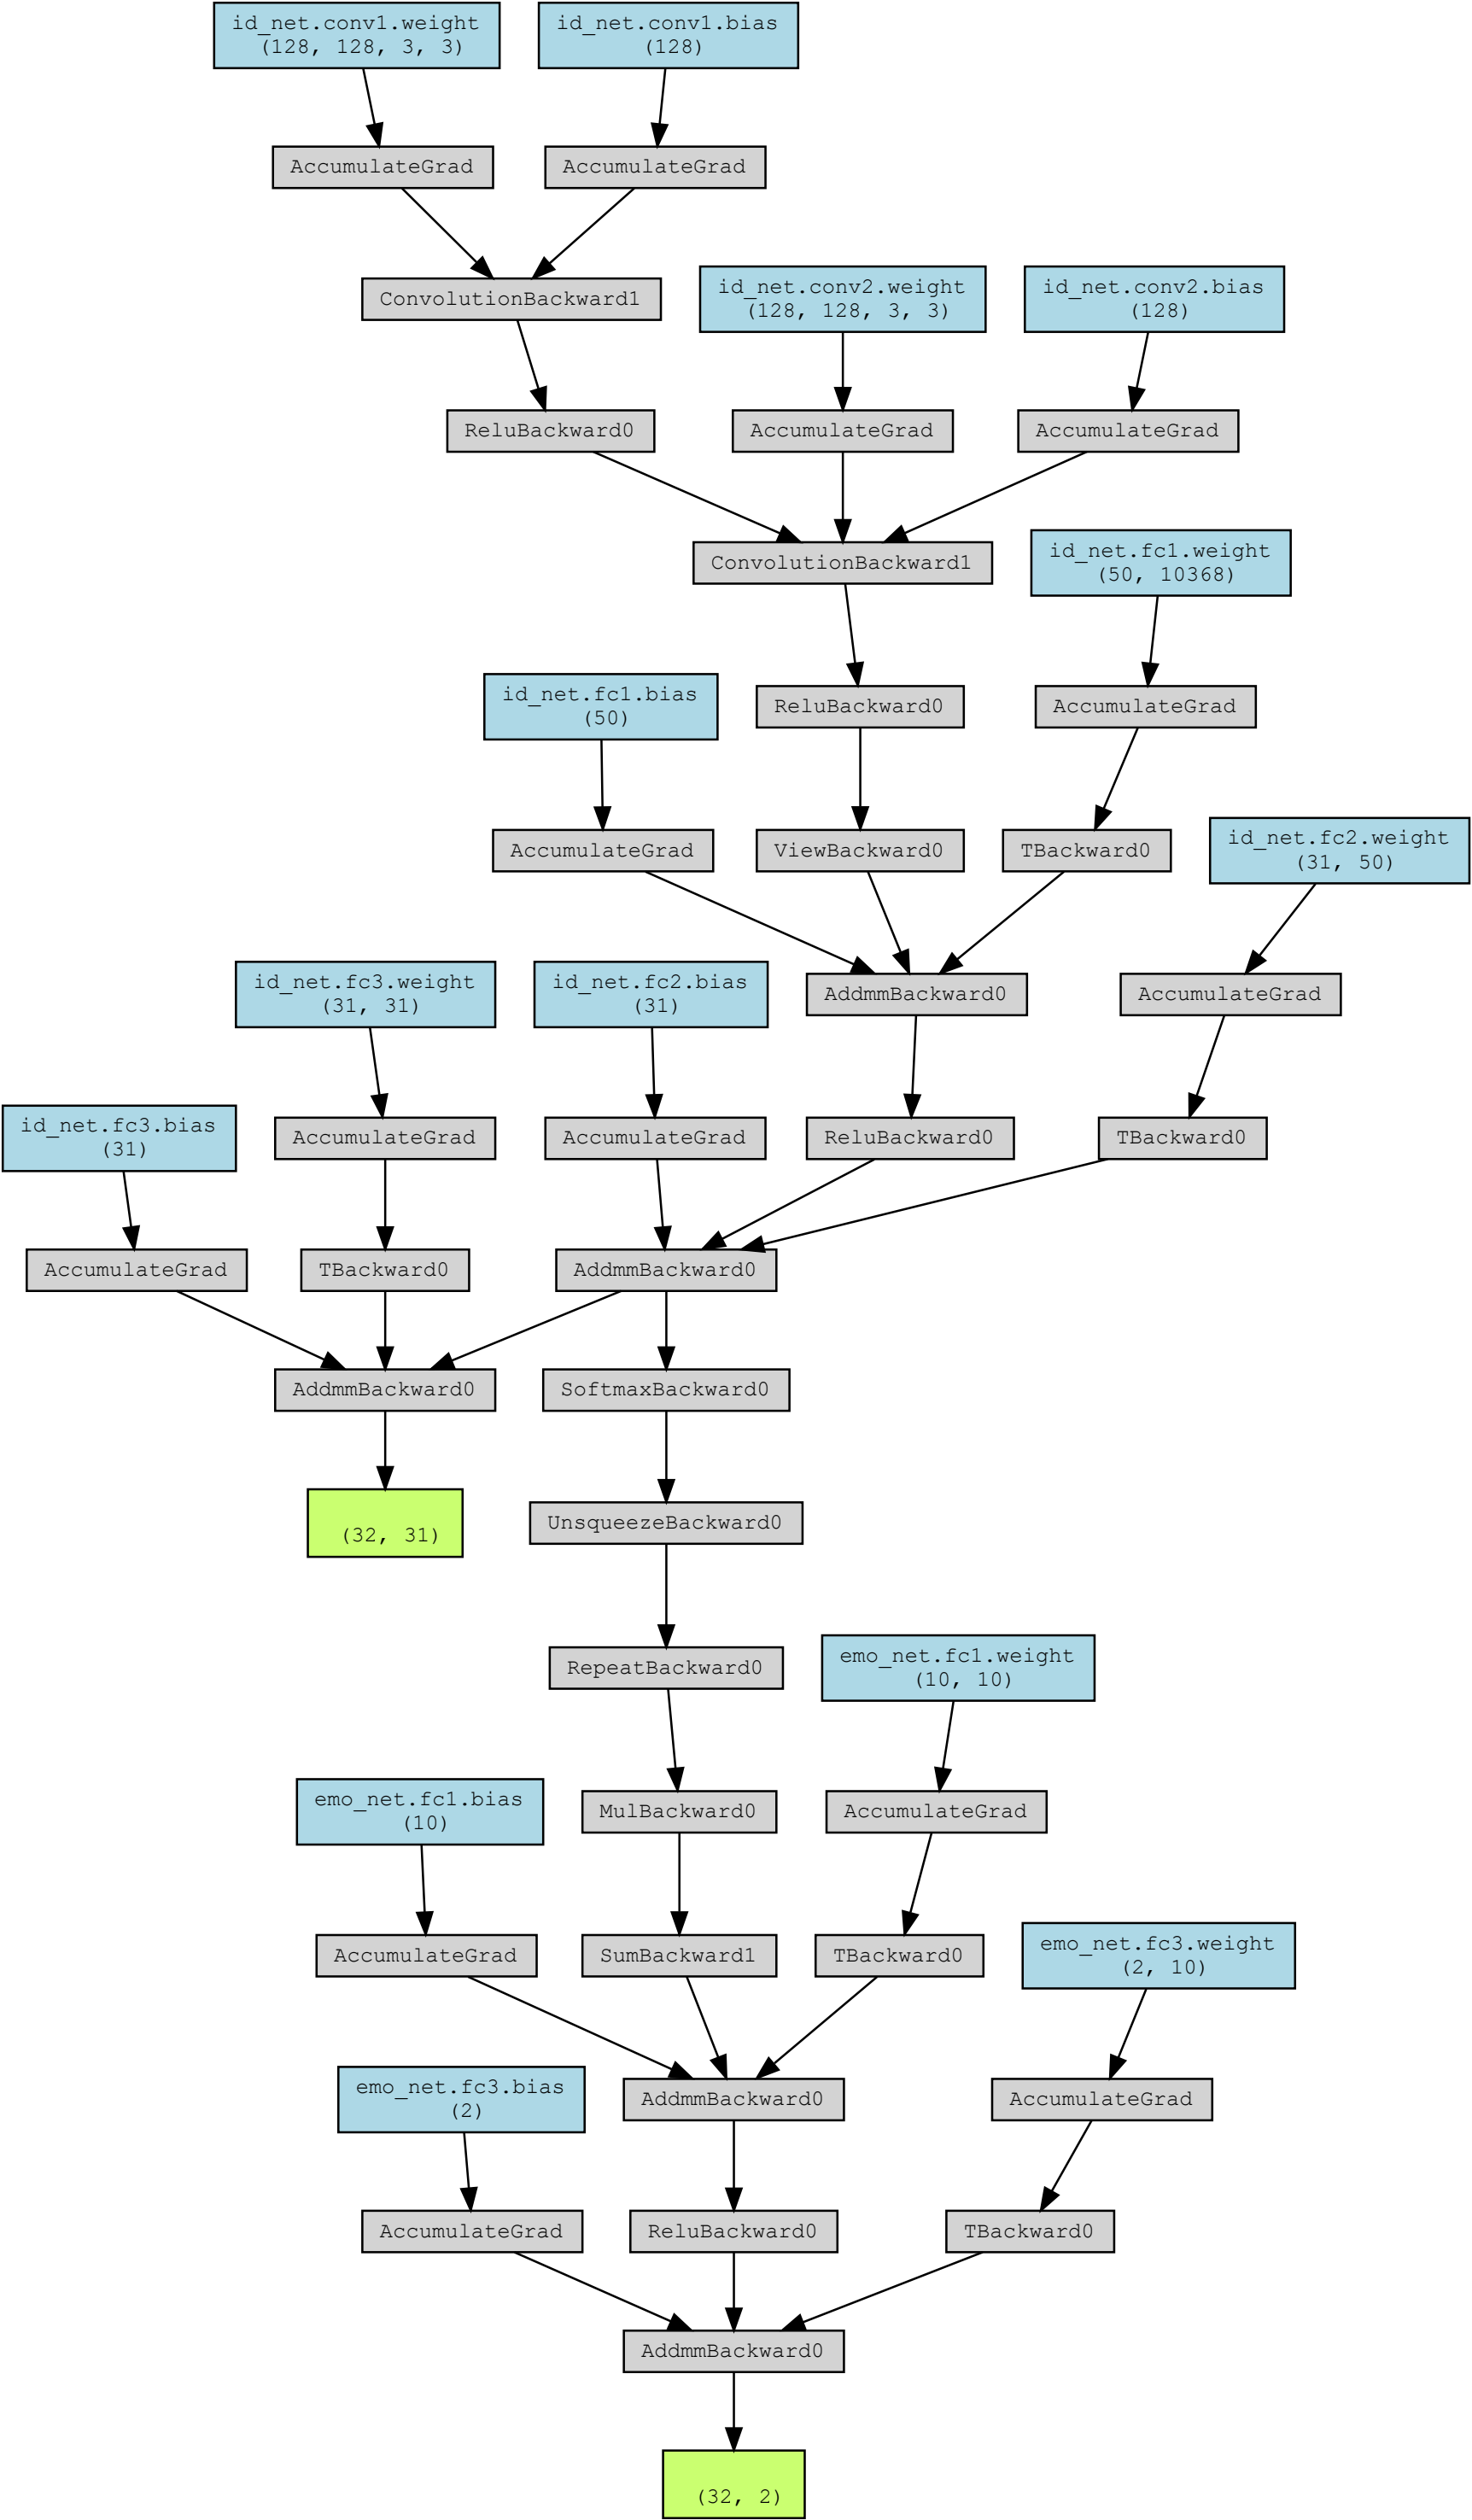 id_net.conv1.weight
(128, 128, 3, 3)
id_net.conv1.bias
(128)
AccumulateGrad
AccumulateGrad
ConvolutionBackward1
id_net.conv2.weight
(128, 128, 3, 3)
id_net.conv2.bias
(128)
ReluBackward0
AccumulateGrad
AccumulateGrad
ConvolutionBackward1
id_net.fc1.weight
(50, 10368)
id_net.fc1.bias
(50)
ReluBackward0
AccumulateGrad
AccumulateGrad
ViewBackward0
TBackward0
id_net.fc2.weight
(31, 50)
id_net.fc3.weight
(31, 31)
id_net.fc2.bias
(31)
AddmmBackward0
AccumulateGrad
id_net.fc3.bias
(31)
AccumulateGrad
AccumulateGrad
ReluBackward0
TBackward0
AccumulateGrad
TBackward0
AddmmBackward0
AddmmBackward0
SoftmaxBackward0
(32, 31)
UnsqueezeBackward0
RepeatBackward0
emo_net.fc1.weight
(10, 10)
emo_net.fc1.bias
(10)
MulBackward0
AccumulateGrad
AccumulateGrad
SumBackward1
TBackward0
emo_net.fc3.weight
(2, 10)
emo_net.fc3.bias
(2)
AddmmBackward0
AccumulateGrad
AccumulateGrad
ReluBackward0
TBackward0
AddmmBackward0
(32, 2)